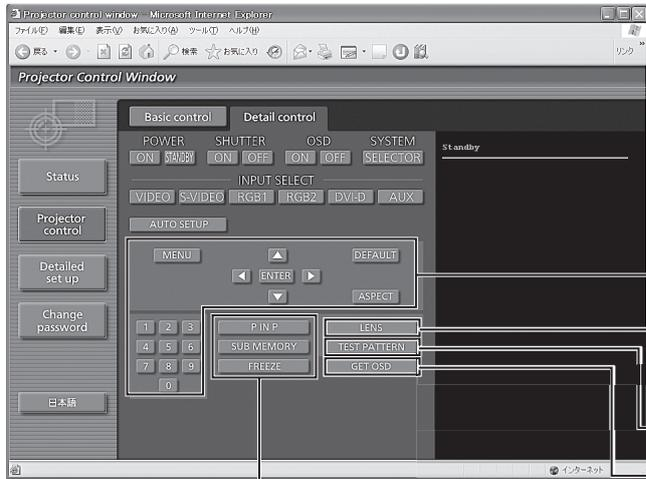 Projector control window - Microsoft Internet Explorer
ファイル(F) 編集(E) 表示(V) お気に入り(A) ツール(T) ヘルプ(H)
戻る 検索 お気に入り リンク »
Projector Control Window
Basic control Detail control
POWER SHUTTER OSD SYSTEM
ON STANDBY ON OFF ON OFF SELECTOR
Standby
INPUT SELECT
VIDEO S-VIDEO RGB1 RGB2 DVI-D AUX
AUTO SETUP
Status
Projector
control
Detailed
set up
Change
password
日本語
MENU DEFAULT
ENTER
ASPECT
1 2 3 P IN P LENS
4 5 6 SUB MEMORY TEST PATTERN
7 8 9 FREEZE GET OSD
0
インターネット